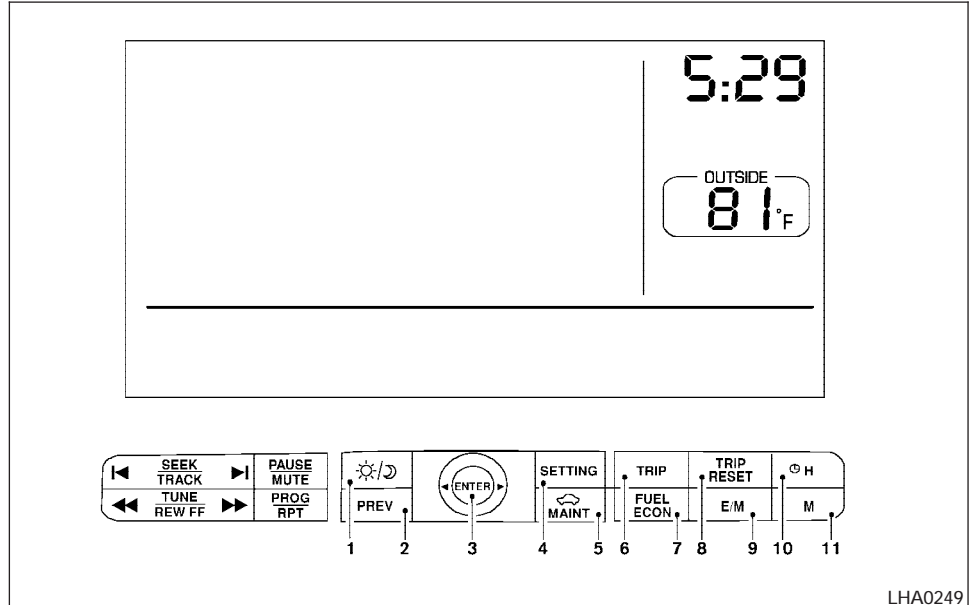 5:29
OUTSIDE
81°F
SEEK
TRACK
PAUSE
MUTE
TUNE
REW FF
PROG
RPT
PREV
ENTER
SETTING
MAINT
TRIP
FUEL
ECON
TRIP
RESET
E/M
H
M
1 2 3 4 5 6 7 8 9 10 11
LHA0249